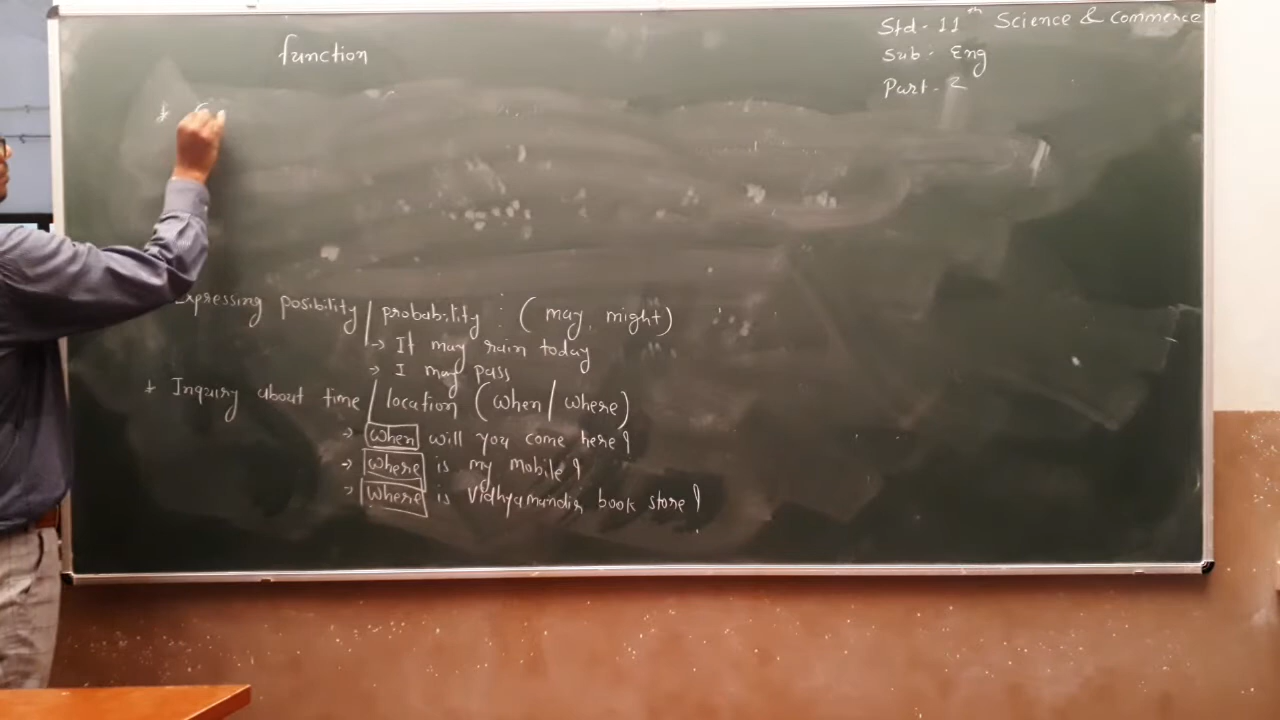 function
Std - 11th Science & Commerce
Sub : Eng
Part - 2
*
Expressing posibility / probability : (may, might)
→ It may rain today
→ I may pass
* Inquiry about time / location (when / where)
→ when will you come here?
→ where is my mobile?
→ where is Vidhyamandir book store?